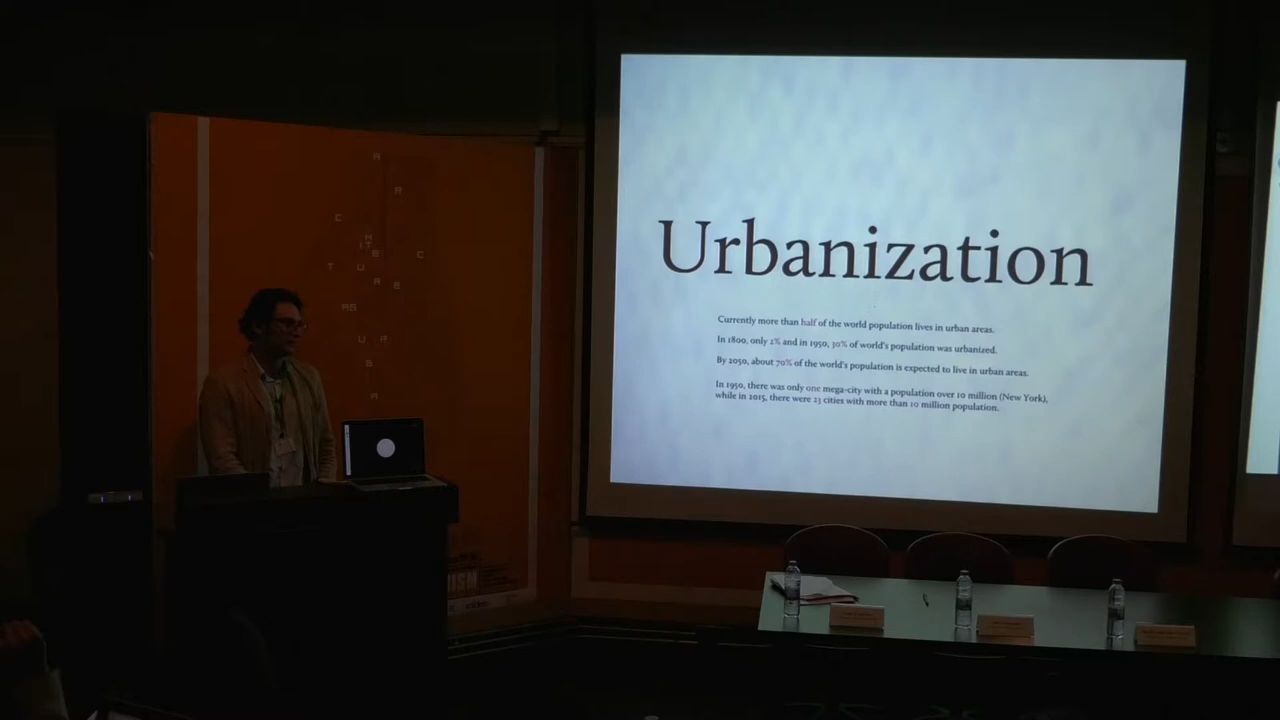 Urbanization
Currently more than half of the world population lives in urban areas.
In 1800, only 2% and in 1950, 30% of world's population was urbanized.
By 2050, about 70% of the world's population is expected to live in urban areas.
In 1950, there was only one mega-city with a population over 10 million (New York),
while in 2015, there were 23 cities with more than 10 million population.
A
R
C
H
IT
E
C
T
U
R
E
AS
U
R
B
A
ISM